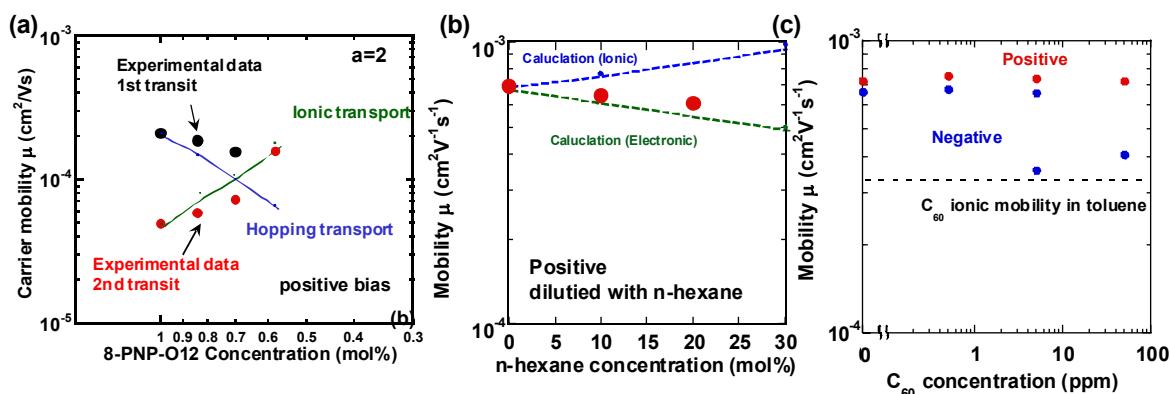 (a)
10-3
Carrier mobility μ (cm2/Vs)
10-4
10-5
Experimental data
1st transit
a=2
Ionic transport
Hopping transport
Experimental data
2nd transit
positive bias
(b)
1
0.9
0.8
0.7
0.6
0.5
0.4
0.3
8-PNP-O12 Concentration (mol%)
(b)
10-3
Mobility μ (cm2V-1s-1)
10-4
Caluclation (Ionic)
Caluclation (Electronic)
Positive
dilutied with n-hexane
0 5 10 15 20 25 30
n-hexane concentration (mol%)
(c)
10-3
Mobility μ (cm2V-1s-1)
10-4
Positive
Negative
C60 ionic mobility in toluene
0 1 10 100
C60 concentration (ppm)